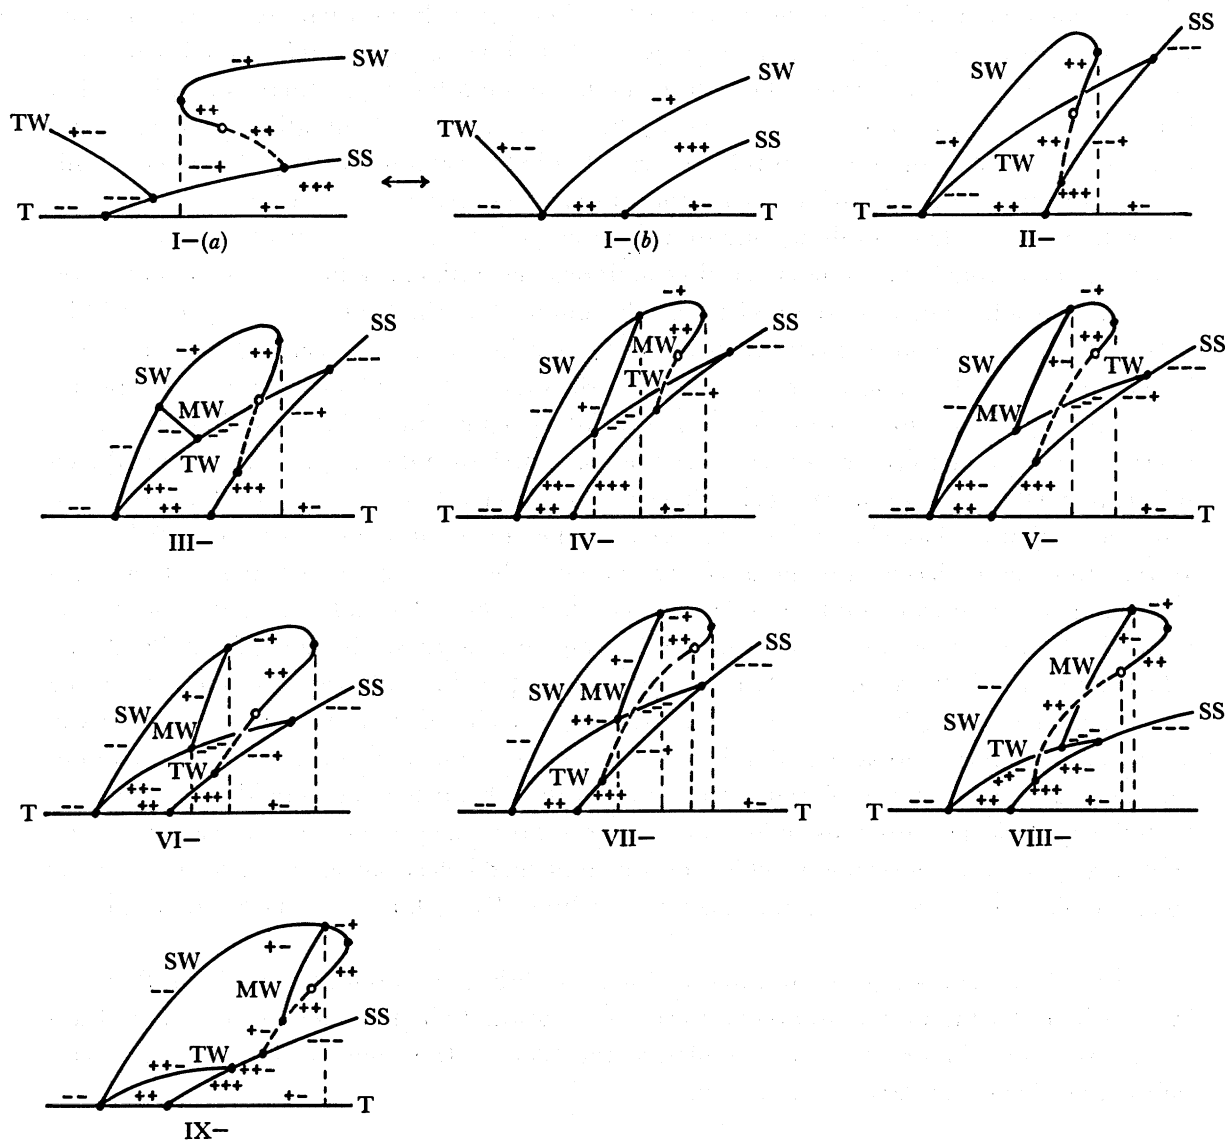 -+ SW
++
TW +--- ++
---+ SS
--- +++
T -- +-
I—(a)
SW
-+
TW
+--- +++ SS
-- ++ +- T
I—(b)
SS
---
SW ++
-+ ++ ---+
TW
--- +++
T -- ++ +-
II—
SS
-+ ++
---
SW
MW
--- --- ---+
--
TW
++- +++
-- ++ +- T
III—
-+
++ SS
MW ---
SW
TW
-- +- --- ---+
++- +++
T -- ++ +-
IV—
-+
++ SS
SW +- TW
---
-- MW --- ---+
++- +++
-- ++ +- T
V—
-+
++
+- SS
SW MW ---
-- --- ---+
TW
++- +++
T -- ++ +-
VI—
-+
++
+- SS
SW MW ---
++- ---
-- ---+
TW
+++
-- ++ +- T
VII—
-+
+-
MW ++
--
++ SS
SW ---
TW ---
++- ++-
+++
-- ++ +-
VIII—
-+
+-
SW ++
-- MW
++ SS
+-
---
TW
++- ++-
+++
-- ++ +- T
IX—